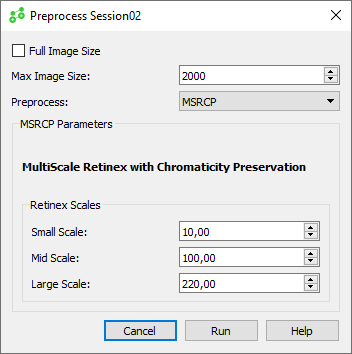 Preprocess Session02
Full Image Size
Max Image Size: 2000
Preprocess: MSRCP
MSRCP Parameters
MultiScale Retinex with Chromaticity Preservation
Retinex Scales
Small Scale: 10,00
Mid Scale: 100,00
Large Scale: 220,00
Cancel Run Help